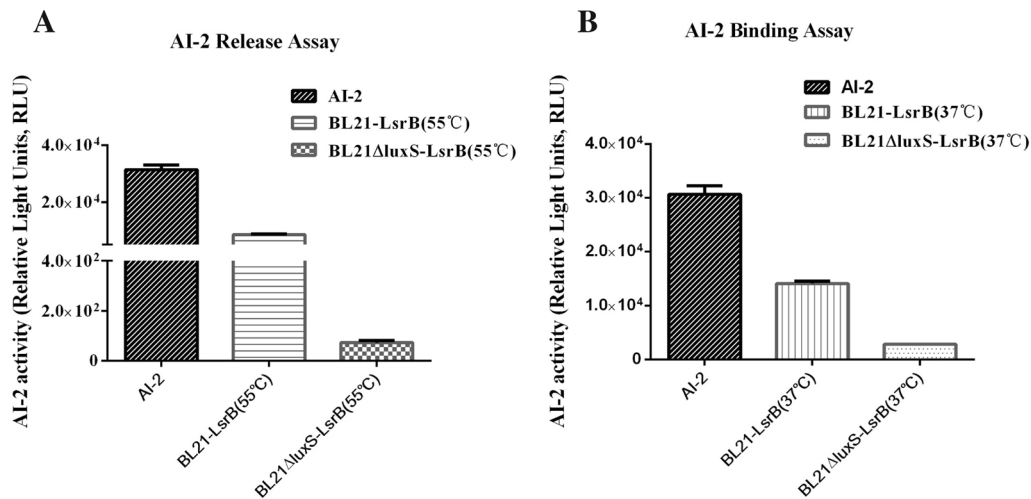 A
AI-2 Release Assay
AI-2
BL21-LsrB(55℃)
BL21ΔluxS-LsrB(55℃)
AI-2 activity (Relative Light Units, RLU)
4.0×10⁴
2.0×10⁴
4.0×10²
2.0×10²
0
AI-2
BL21-LsrB(55℃)
BL21ΔluxS-LsrB(55℃)
B
AI-2 Binding Assay
AI-2
BL21-LsrB(37℃)
BL21ΔluxS-LsrB(37℃)
AI-2 activity (Relative Light Units, RLU)
4.0×10⁴
3.0×10⁴
2.0×10⁴
1.0×10⁴
0
AI-2
BL21-LsrB(37℃)
BL21ΔluxS-LsrB(37℃)